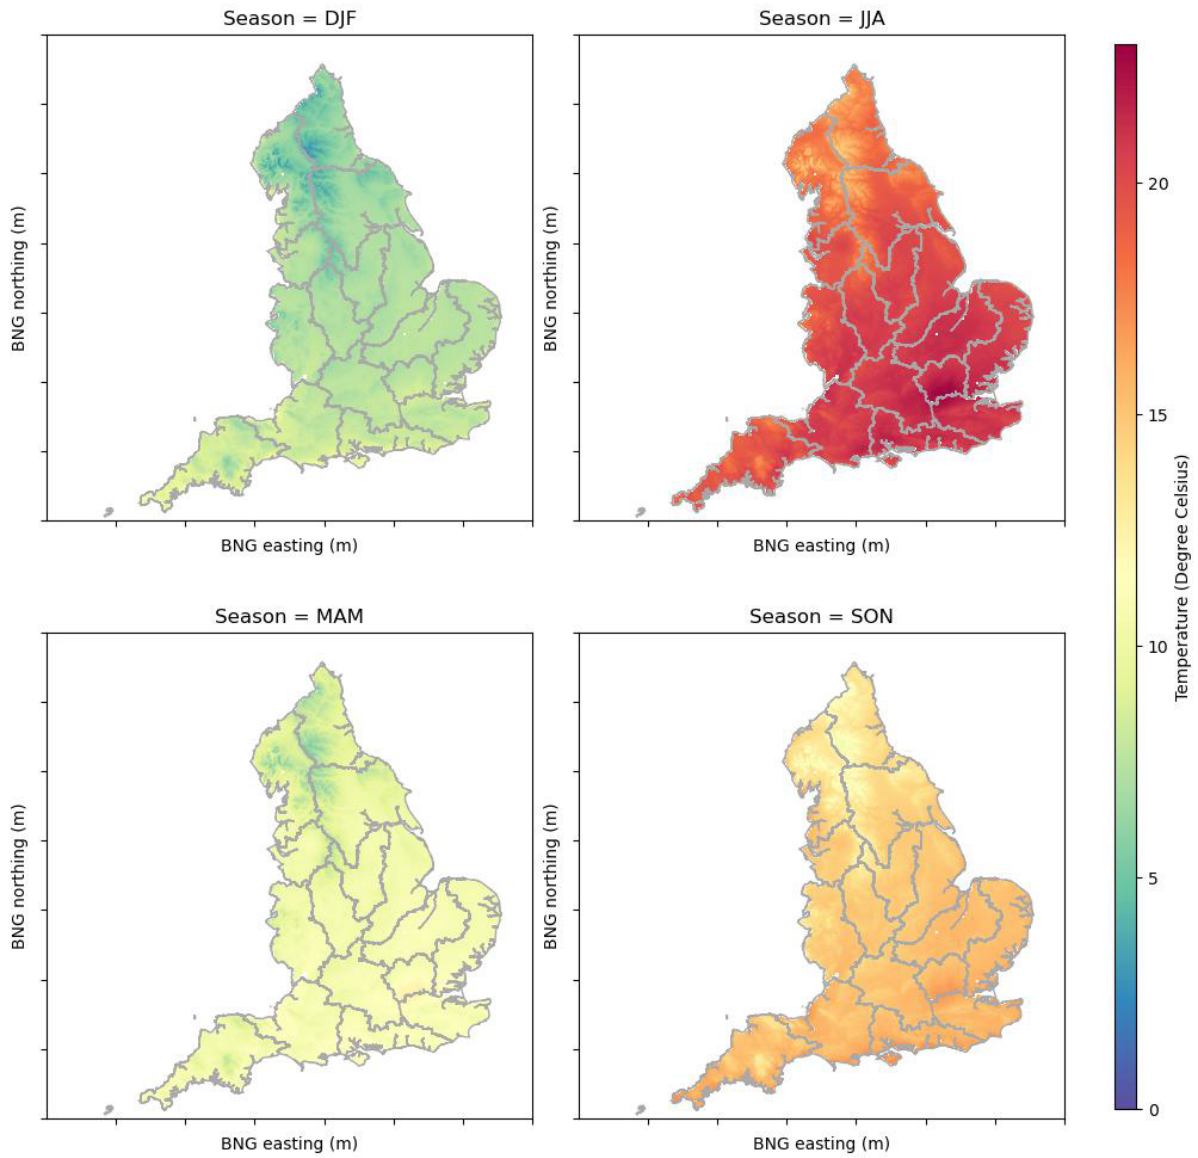 Season = DJF
Season = JJA
BNG northing (m)
BNG northing (m)
BNG easting (m)
BNG easting (m)
Season = MAM
Season = SON
BNG northing (m)
BNG northing (m)
BNG easting (m)
BNG easting (m)
20
15
10
5
0
Temperature (Degree Celsius)